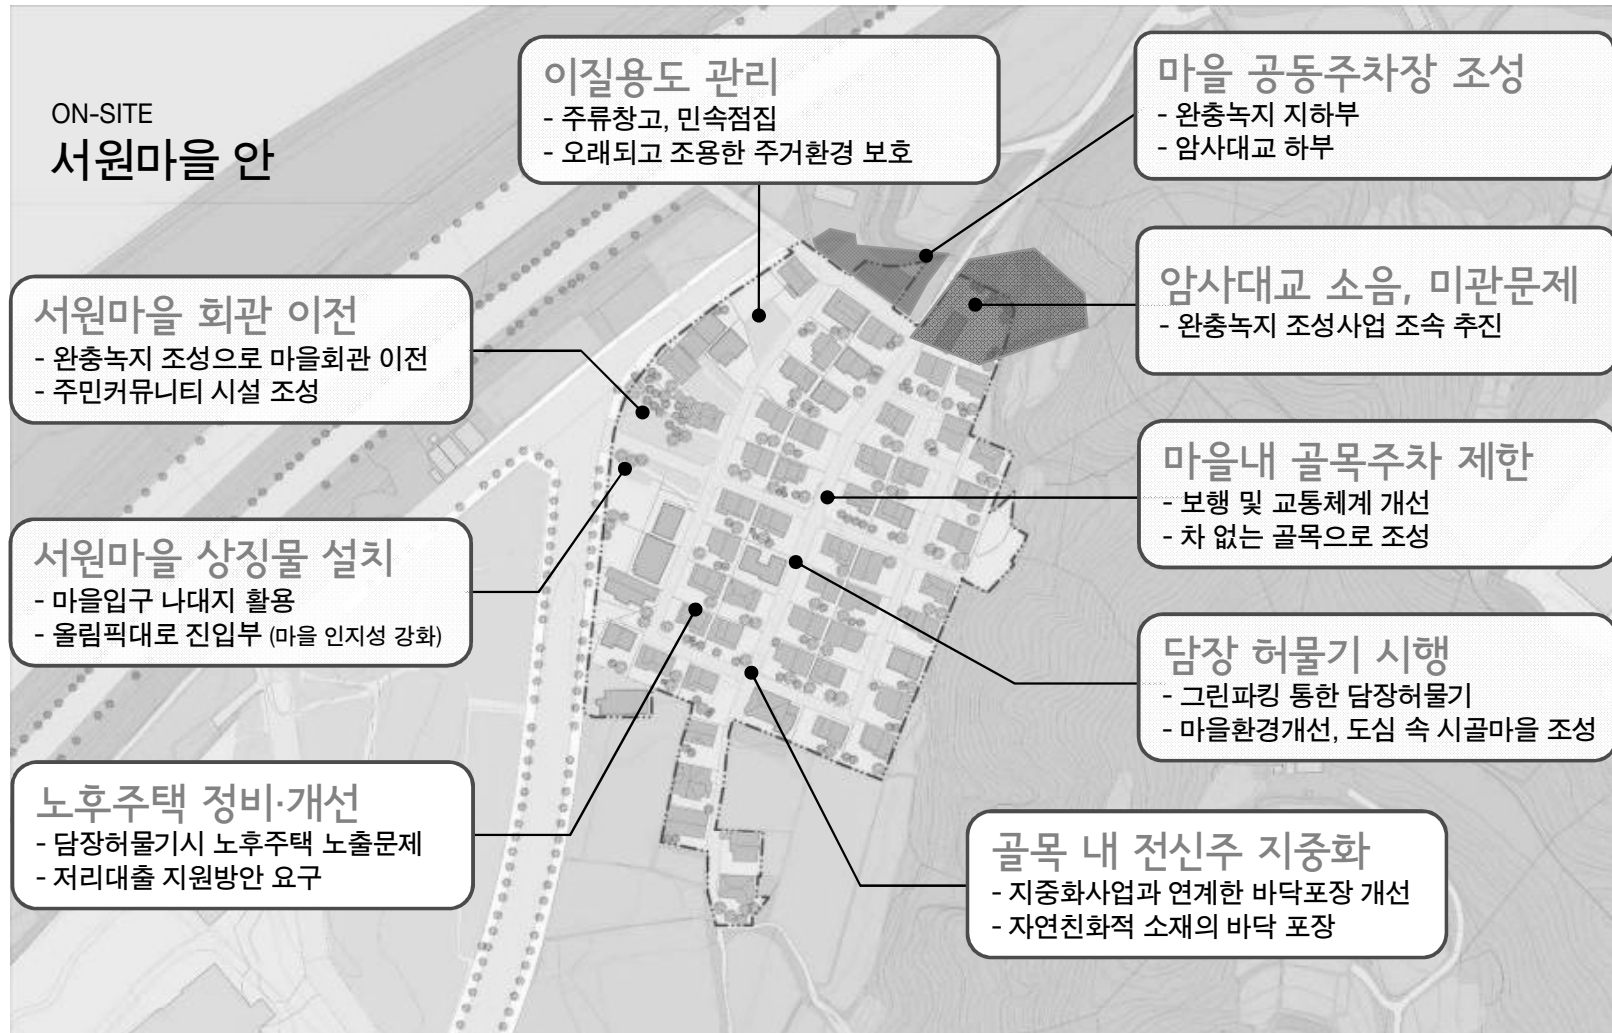 ON-SITE
서원마을 안
이질용도 관리
- 주류창고, 민속점집
- 오래되고 조용한 주거환경 보호
마을 공동주차장 조성
- 완충녹지 지하부
- 암사대교 하부
암사대교 소음, 미관문제
- 완충녹지 조성사업 조속 추진
서원마을 회관 이전
- 완충녹지 조성으로 마을회관 이전
- 주민커뮤니티 시설 조성
마을내 골목주차 제한
- 보행 및 교통체계 개선
- 차 없는 골목으로 조성
서원마을 상징물 설치
- 마을입구 나대지 활용
- 올림픽대로 진입부 (마을 인지성 강화)
담장 허물기 시행
- 그린파킹 통한 담장허물기
- 마을환경개선, 도심 속 시골마을 조성
노후주택 정비·개선
- 담장허물기시 노후주택 노출문제
- 저리대출 지원방안 요구
골목 내 전신주 지중화
- 지중화사업과 연계한 바닥포장 개선
- 자연친화적 소재의 바닥 포장